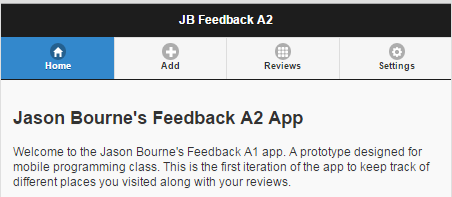 JB Feedback A2
Home Add Reviews Settings
Jason Bourne's Feedback A2 App
Welcome to the Jason Bourne's Feedback A1 app. A prototype designed for
mobile programming class. This is the first iteration of the app to keep track of
different places you visited along with your reviews.